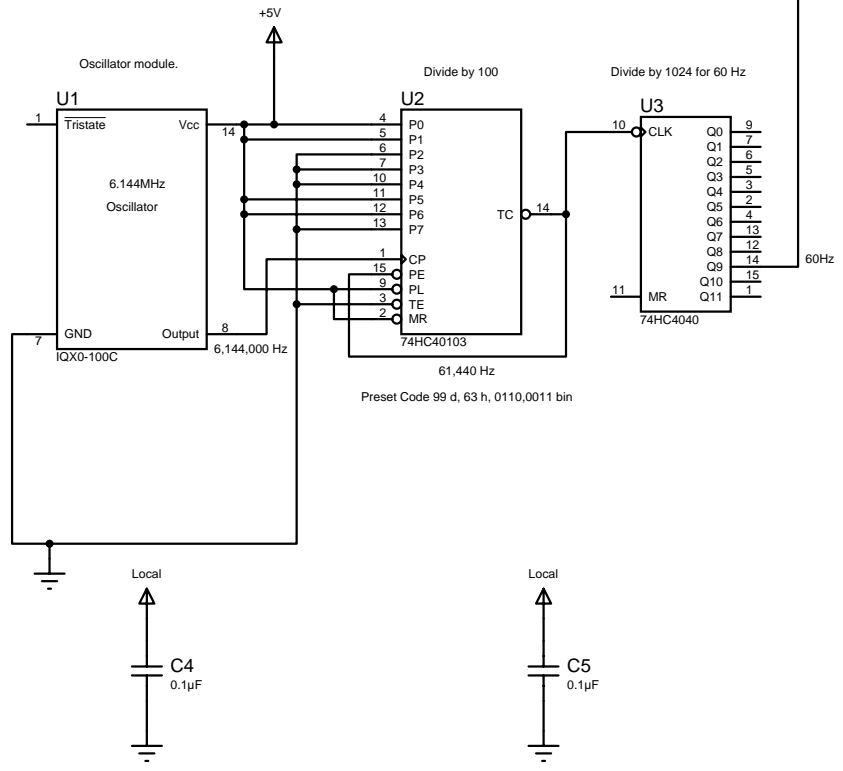 +5V
Oscillator module.
Divide by 100
Divide by 1024 for 60 Hz
U1
U2
U3
1
Tristate
Vcc
14
6.144MHz
Oscillator
7
GND
Output
8
6,144,000 Hz
IQX0-100C
4 P0
5 P1
6 P2
7 P3
10 P4
11 P5
12 P6
13 P7
TC 14
1 CP
15 PE
9 PL
3 TE
2 MR
74HC40103
61,440 Hz
Preset Code 99 d, 63 h, 0110,0011 bin
10 CLK
Q0 9
Q1 7
Q2 6
Q3 5
Q4 3
Q5 2
Q6 4
Q7 13
Q8 12
Q9 14
60Hz
Q10 15
Q11 1
11 MR
74HC4040
Local
C4
0.1µF
Local
C5
0.1µF